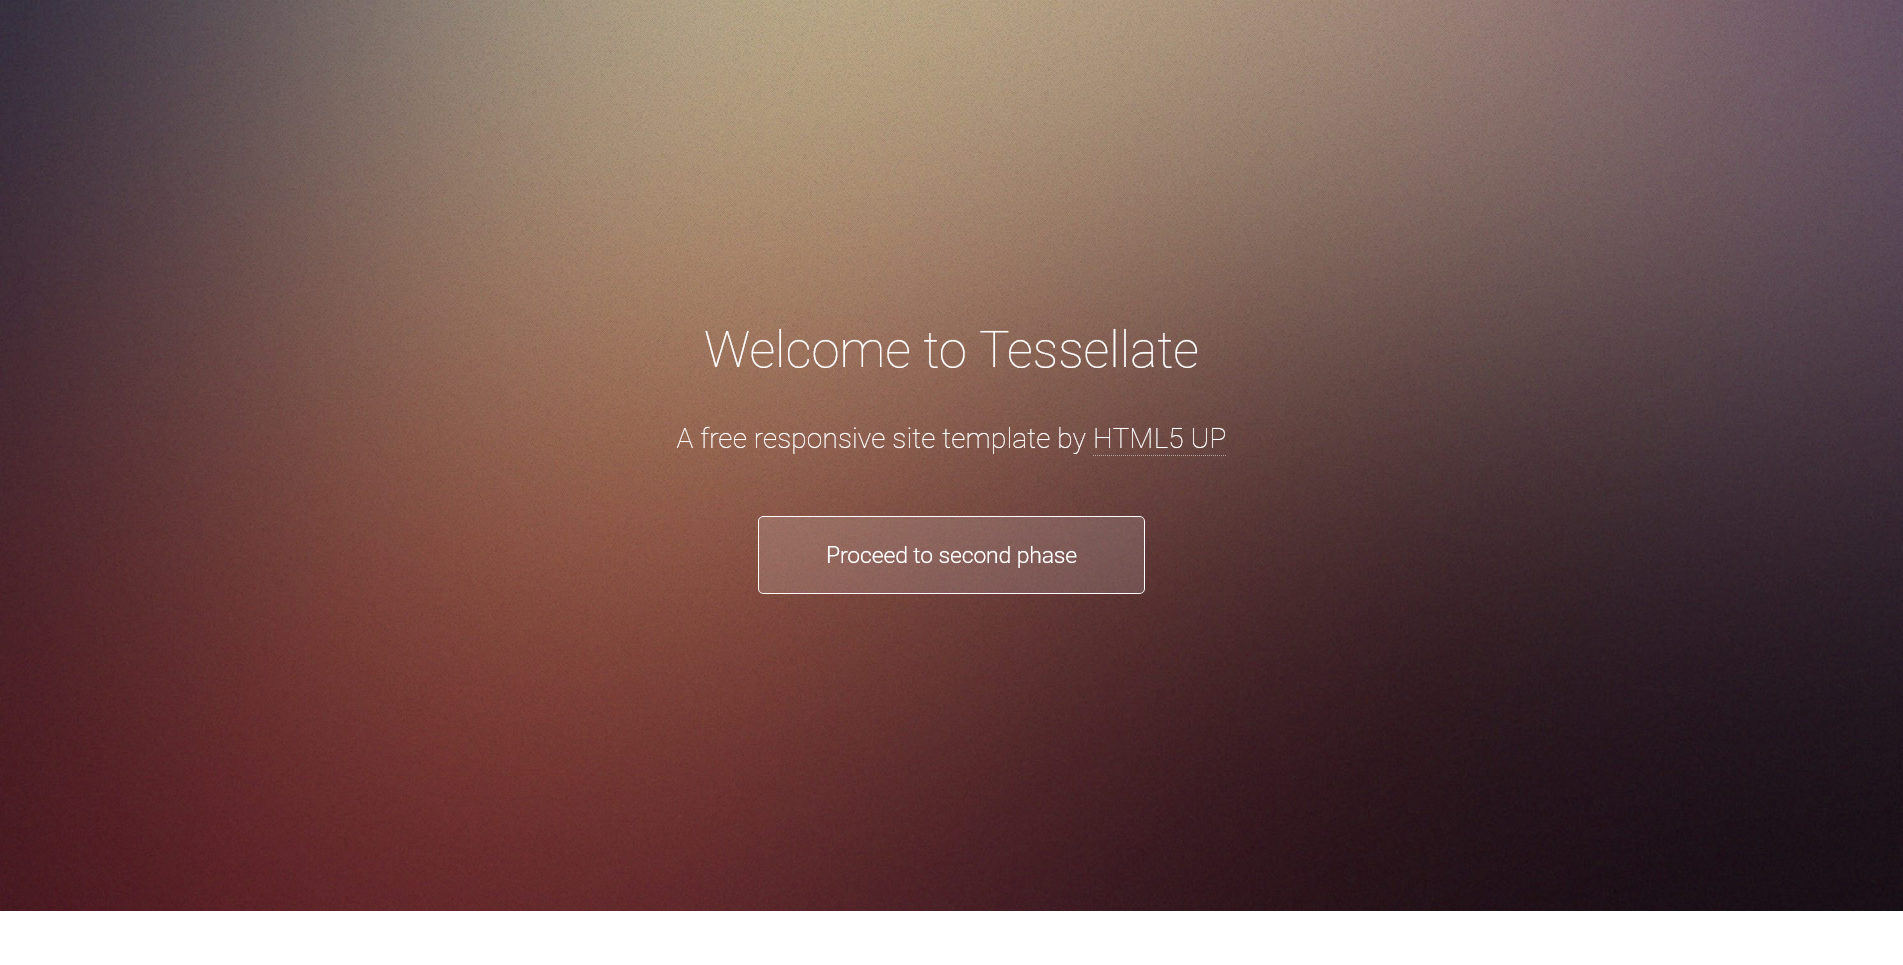 Welcome to Tessellate
A free responsive site template by HTML5 UP
Proceed to second phase